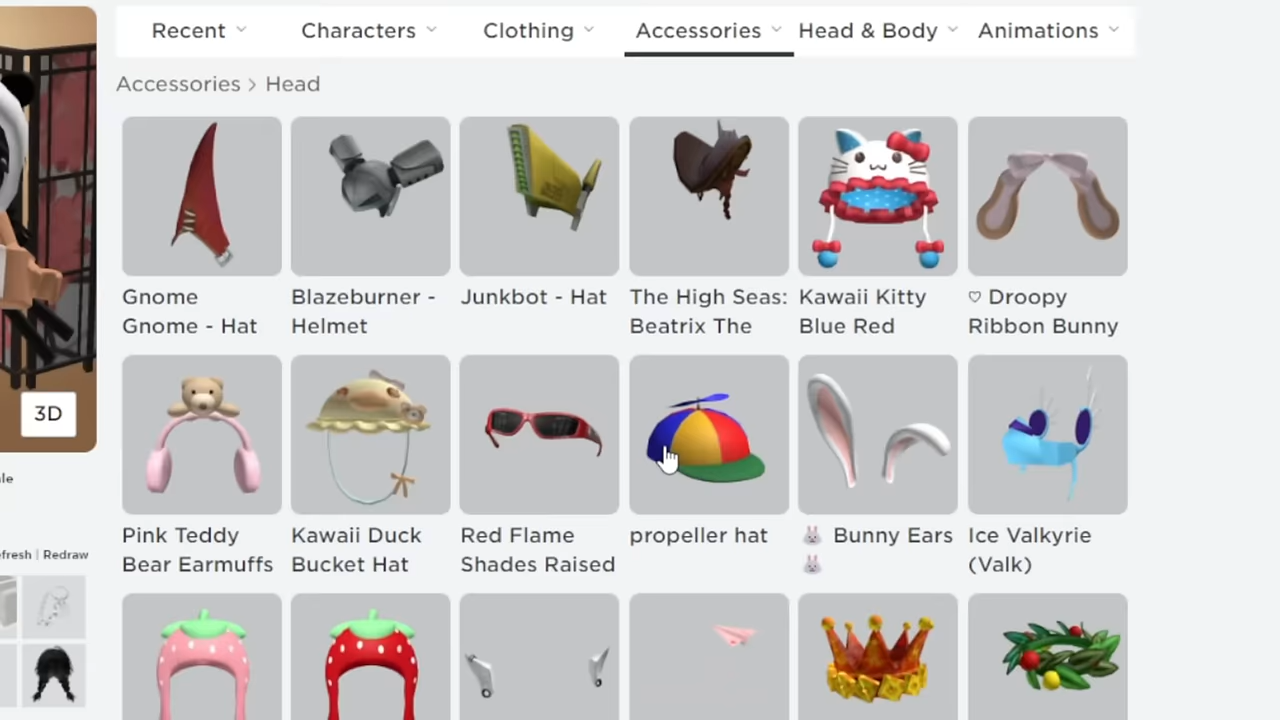 Recent
Characters
Clothing
Accessories
Head & Body
Animations
Accessories > Head
Gnome
Gnome - Hat
Blazeburner -
Helmet
Junkbot - Hat
The High Seas:
Beatrix The
Kawaii Kitty
Blue Red
♡ Droopy
Ribbon Bunny
3D
Pink Teddy
Bear Earmuffs
Kawaii Duck
Bucket Hat
Red Flame
Shades Raised
propeller hat
🐰 Bunny Ears
🐰
Ice Valkyrie
(Valk)
Redraw